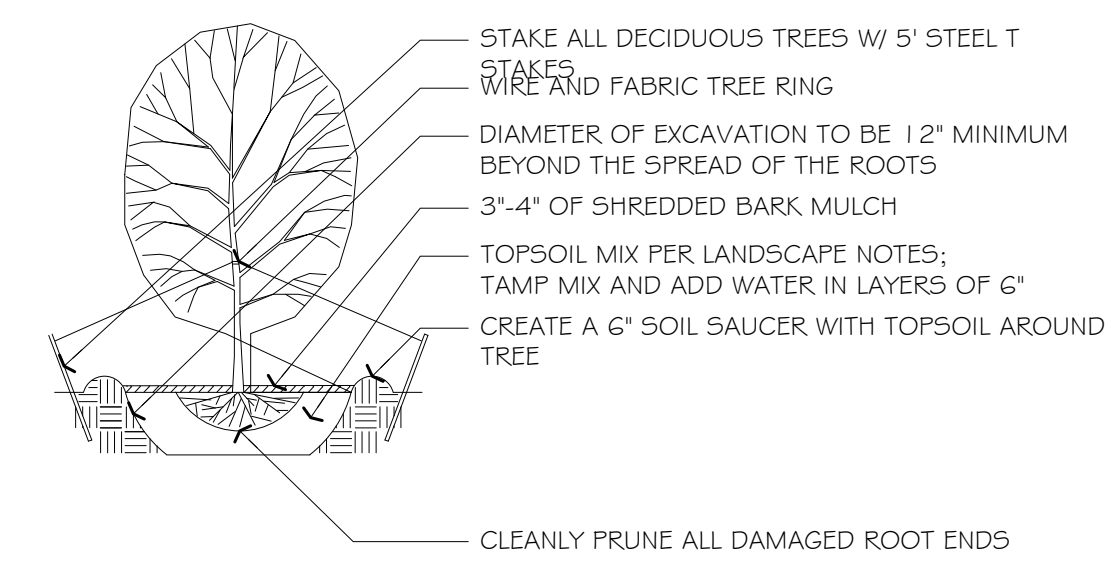 STAKE ALL DECIDUOUS TREES W/ 5' STEEL T
STAKES
WIRE AND FABRIC TREE RING
DIAMETER OF EXCAVATION TO BE 12" MINIMUM
BEYOND THE SPREAD OF THE ROOTS
3"-4" OF SHREDDED BARK MULCH
TOPSOIL MIX PER LANDSCAPE NOTES;
TAMP MIX AND ADD WATER IN LAYERS OF 6"
CREATE A 6" SOIL SAUCER WITH TOPSOIL AROUND
TREE
CLEANLY PRUNE ALL DAMAGED ROOT ENDS